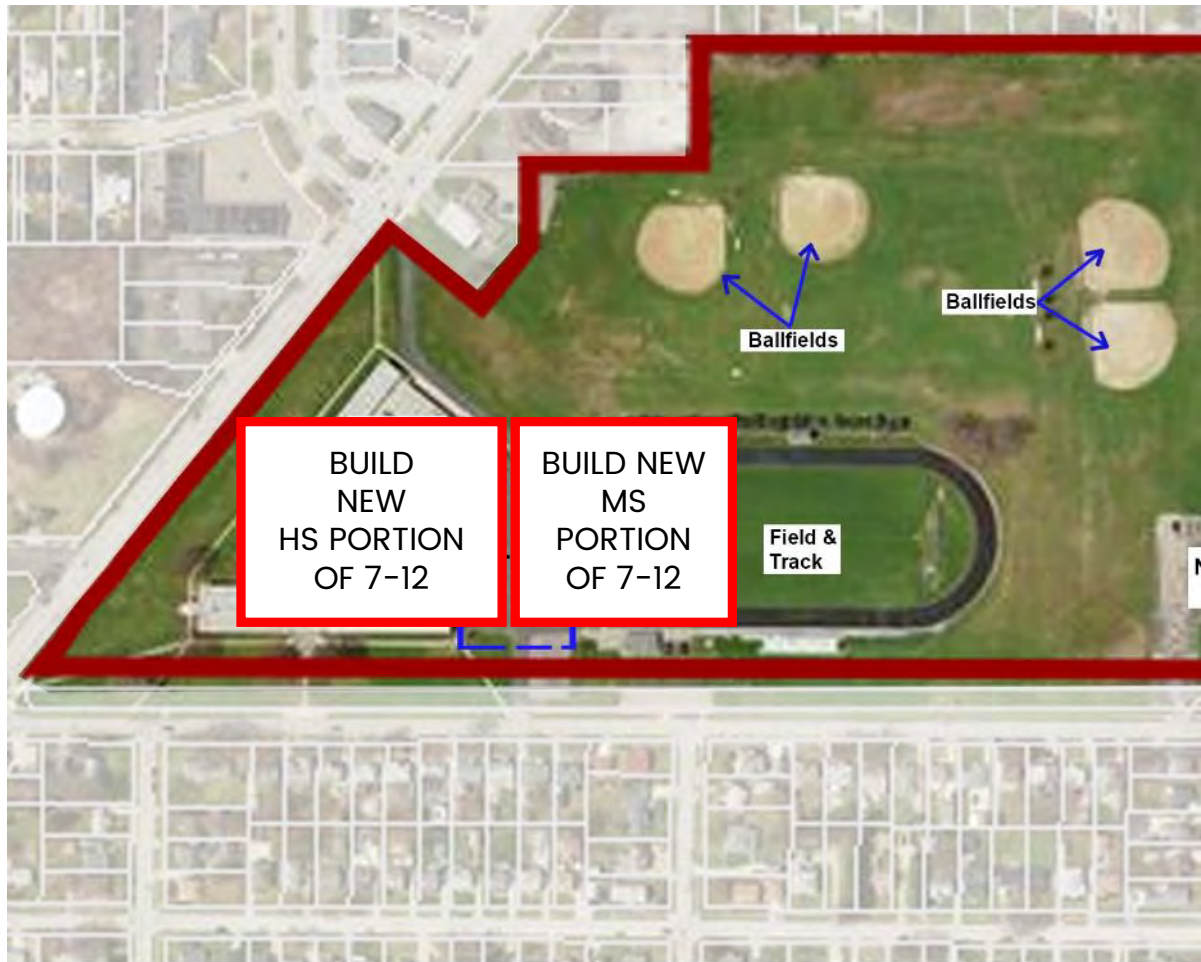 Ballfields
Ballfields
BUILD
NEW
HS PORTION
OF 7-12
BUILD NEW
MS
PORTION
OF 7-12
Field &
Track
N